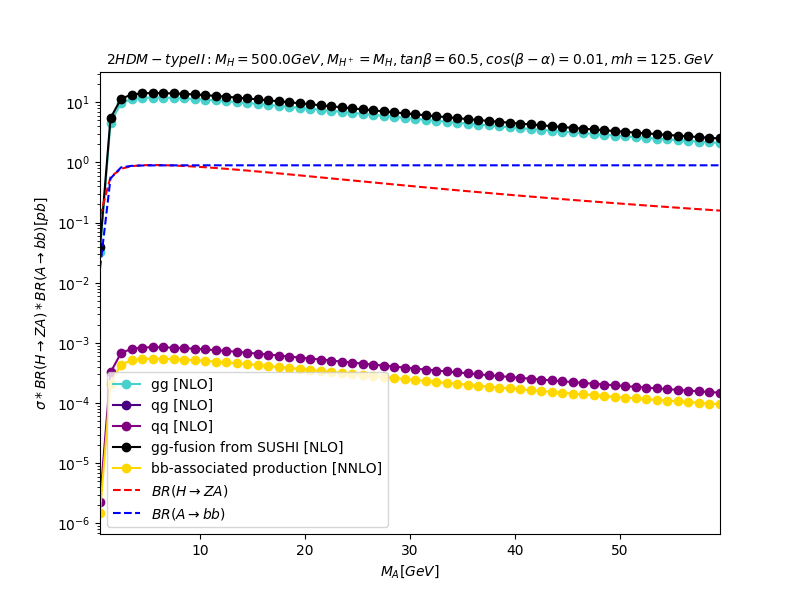 2HDM − typeII : M_H = 500.0GeV, M_{H^+} = M_H, tanβ = 60.5, cos(β − α) = 0.01, mh = 125. GeV
σ * BR(H → ZA) * BR(A → bb)[pb]
10^1
10^0
10^{−1}
10^{−2}
10^{−3}
10^{−4}
10^{−5}
10^{−6}
gg [NLO]
qg [NLO]
qq [NLO]
gg-fusion from SUSHI [NLO]
bb-associated production [NNLO]
BR(H → ZA)
BR(A → bb)
10 20 30 40 50
M_A[GeV]